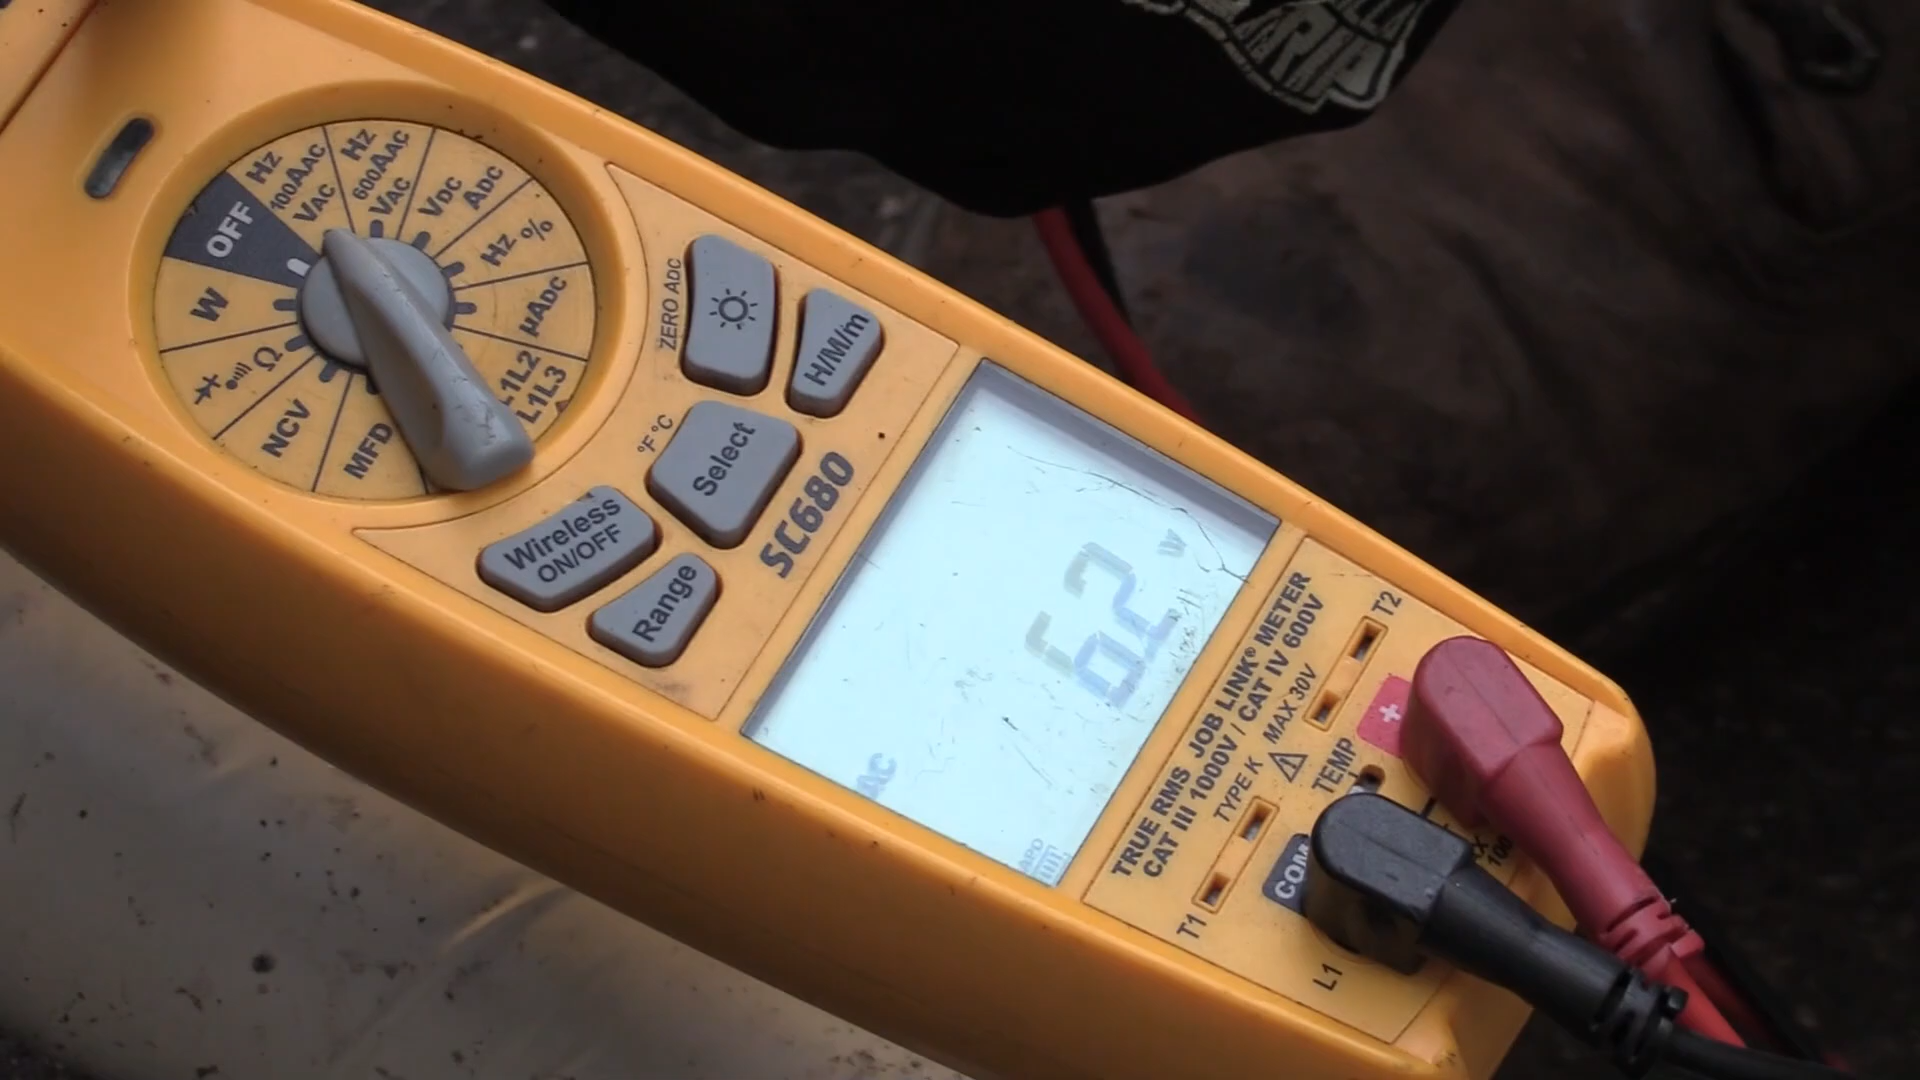 RIP
OFF
Hz
100AAC
VAC
Hz
600AAC
VAC
VDC
ADC
Hz %
µADC
L1L2
L1L3
MFD
NCV
Ω
W
ZERO ADC
H/M/m
°F°C
Select
Wireless
ON/OFF
Range
SC680
AC
APD
TRUE RMS JOB LINK® METER
CAT III 1000V / CAT IV 600V
TYPE K
MAX 30V
T1
T2
TEMP
+
COM
L1